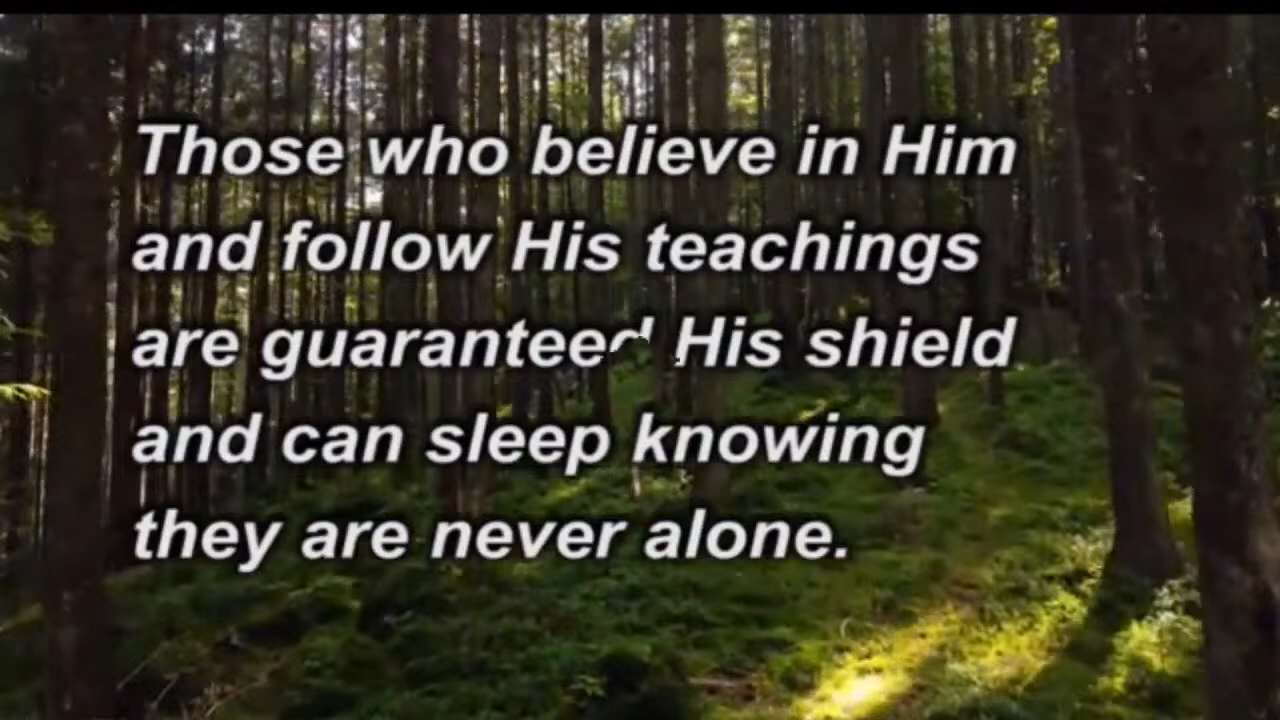 Those who believe in Him
and follow His teachings
are guaranteed His shield
and can sleep knowing
they are never alone.